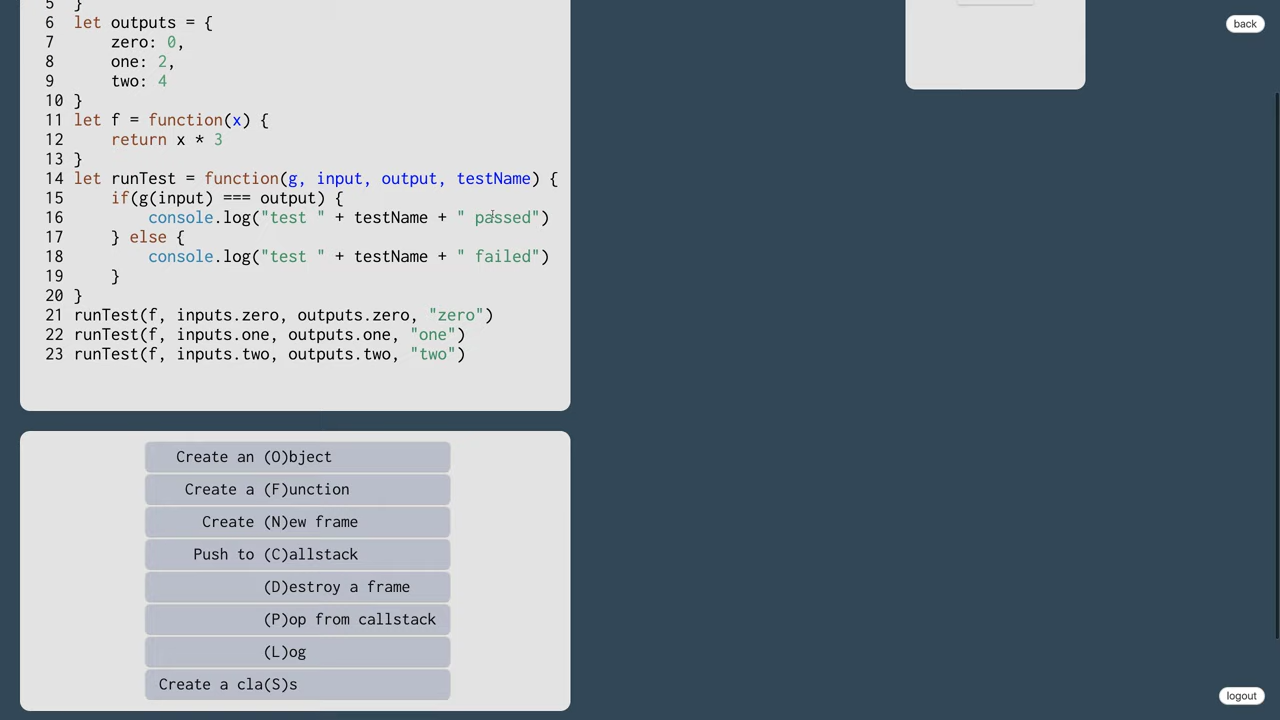 5 }
6 let outputs = {
7 zero: 0,
8 one: 2,
9 two: 4
10 }
11 let f = function(x) {
12 return x * 3
13 }
14 let runTest = function(g, input, output, testName) {
15 if(g(input) === output) {
16 console.log("test " + testName + " passed")
17 } else {
18 console.log("test " + testName + " failed")
19 }
20 }
21 runTest(f, inputs.zero, outputs.zero, "zero")
22 runTest(f, inputs.one, outputs.one, "one")
23 runTest(f, inputs.two, outputs.two, "two")
Create an (O)bject
Create a (F)unction
Create (N)ew frame
Push to (C)allstack
(D)estroy a frame
(P)op from callstack
(L)og
Create a cla(S)s
back
logout